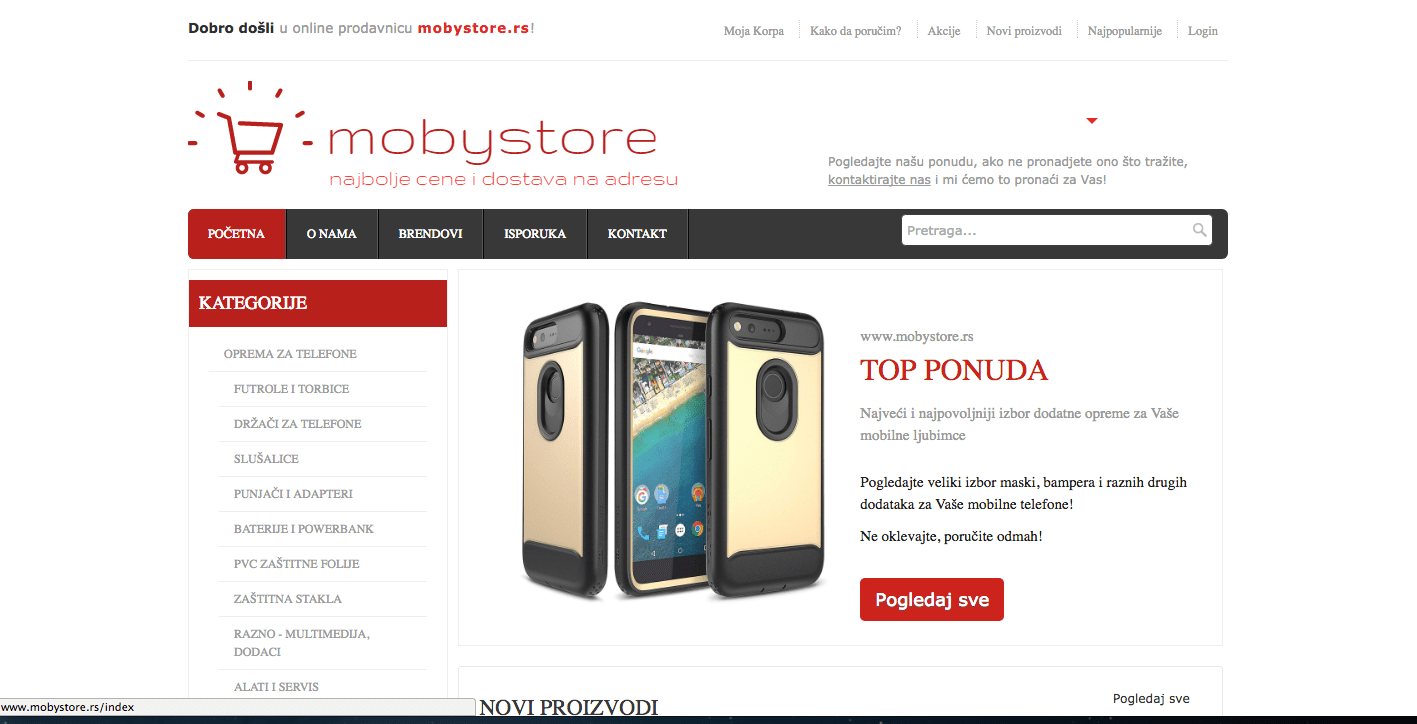 Dobro došli u online prodavnicu mobystore.rs!
Moja Korpa
Kako da poručim?
Akcije
Novi proizvodi
Najpopularnije
Login
mobystore
najbolje cene i dostava na adresu
Pogledajte našu ponudu, ako ne pronadjete ono što tražite,
kontaktirajte nas i mi ćemo to pronaći za Vas!
POČETNA
O NAMA
BRENDOVI
ISPORUKA
KONTAKT
Pretraga...
KATEGORIJE
OPREMA ZA TELEFONE
FUTROLE I TORBICE
DRŽAČI ZA TELEFONE
SLUŠALICE
PUNJAČI I ADAPTERI
BATERIJE I POWERBANK
PVC ZAŠTITNE FOLIJE
ZAŠTITNA STAKLA
RAZNO - MULTIMEDIJA,
DODACI
ALATI I SERVIS
Google
www.mobystore.rs
TOP PONUDA
Najveći i najpovoljniji izbor dodatne opreme za Vaše
mobilne ljubimce
Pogledajte veliki izbor maski, bampera i raznih drugih
dodataka za Vaše mobilne telefone!
Ne oklevajte, poručite odmah!
Pogledaj sve
NOVI PROIZVODI
Pogledaj sve
www.mobystore.rs/index